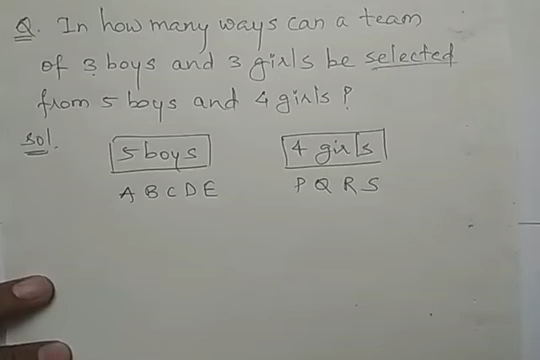 Q. In how many ways can a team
of 3 boys and 3 girls be selected
from 5 boys and 4 girls ?
Sol.
5 boys 4 girls
A B C D E P Q R S